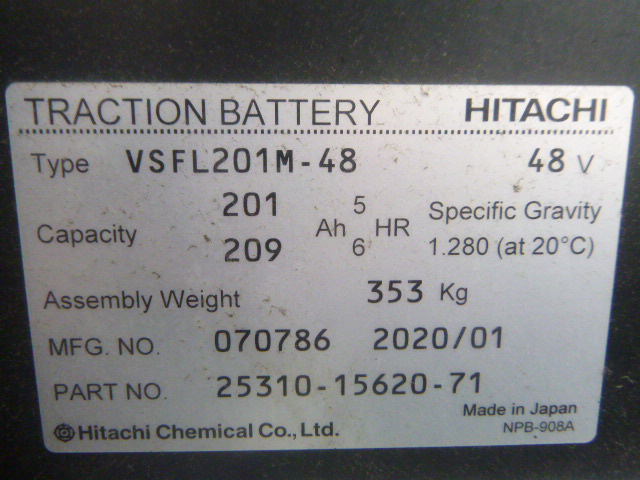 TRACTION BATTERY HITACHI
Type VSFL201M-48 48 V
Capacity 201 Ah 5 HR Specific Gravity
209 6 1.280 (at 20°C)
Assembly Weight 353 Kg
MFG. NO. 070786 2020/01
PART NO. 25310-15620-71
Made in Japan
Hitachi Chemical Co., Ltd. NPB-908A